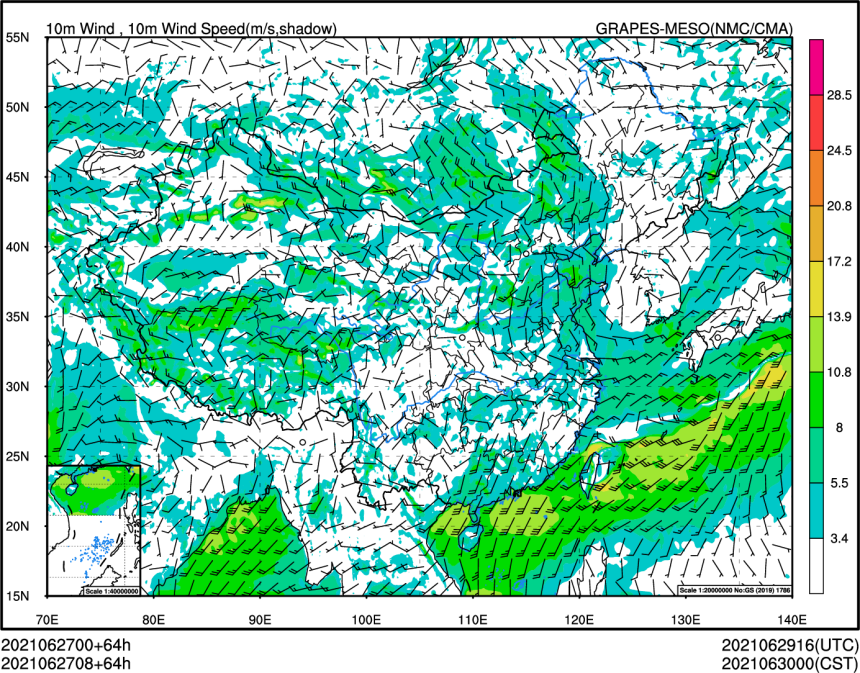 10m Wind , 10m Wind Speed(m/s,shadow) GRAPES-MESO(NMC/CMA)
55N
50N
45N
40N
35N
30N
25N
20N
15N
28.5
24.5
20.8
17.2
13.9
10.8
8
5.5
3.4
Scale 1:40000000
Scale 1:20000000 No:GS (2019) 1786
70E 80E 90E 100E 110E 120E 130E 140E
2021062700+64h 2021062916(UTC)
2021062708+64h 2021063000(CST)